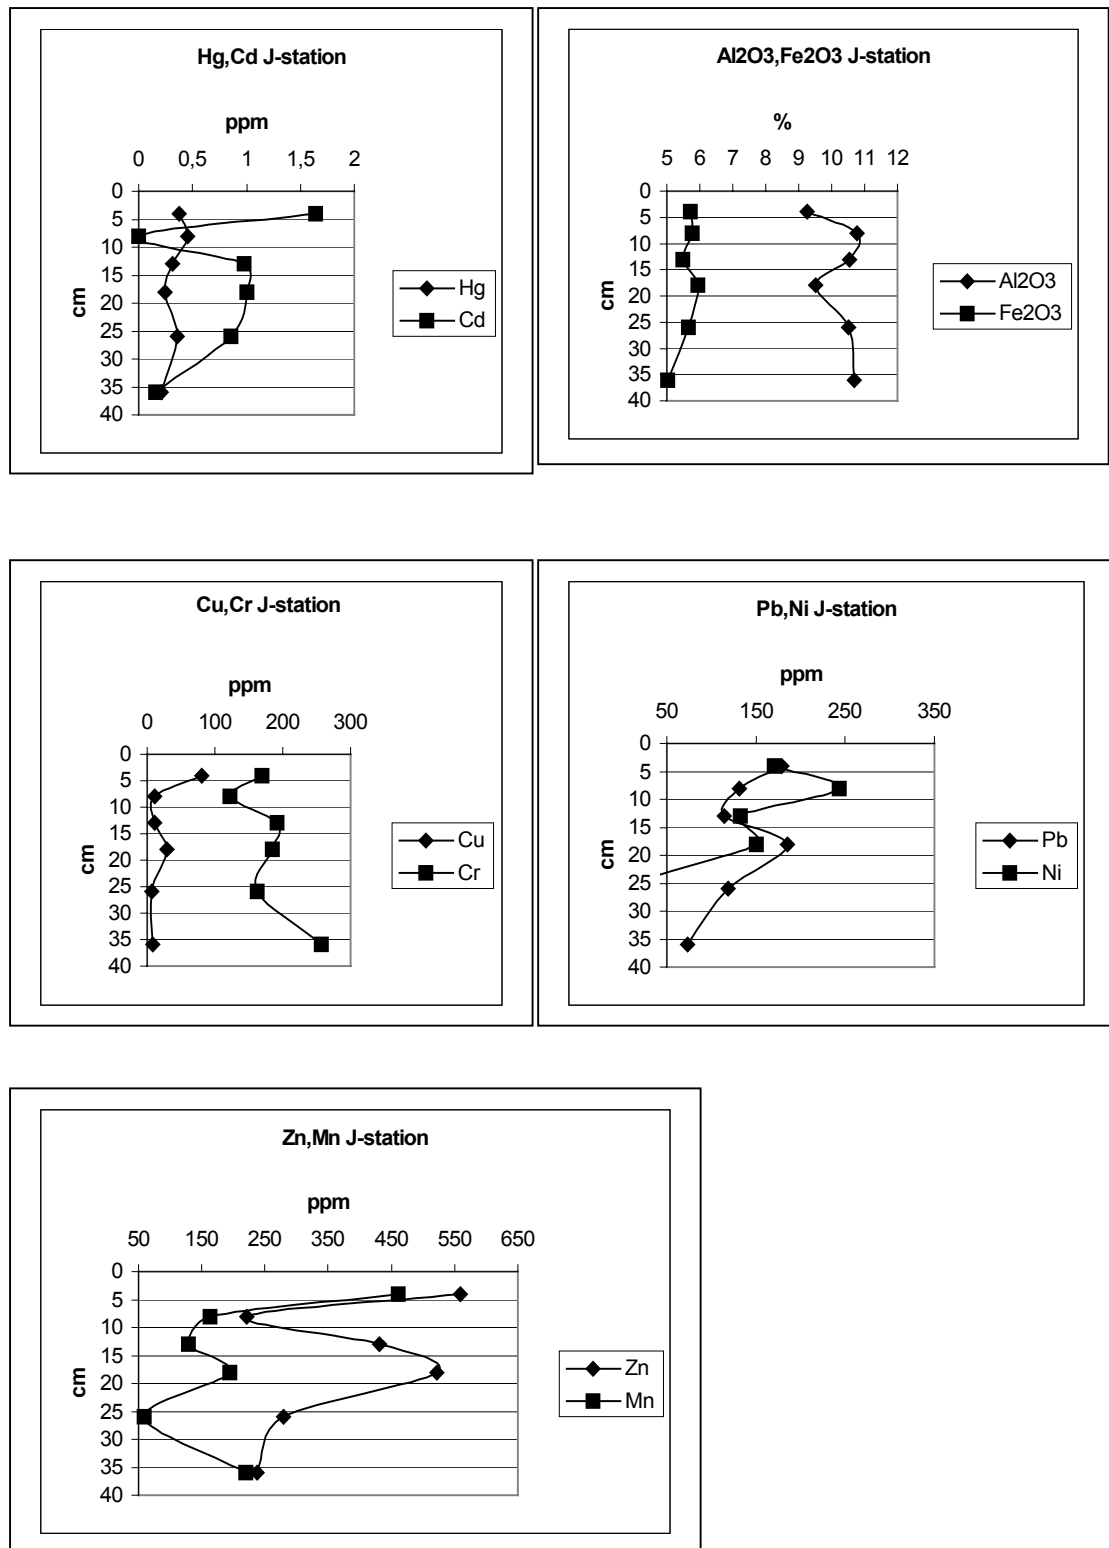 Hg,Cd J-station
ppm
0 0,5 1 1,5 2
0
5
10
15
20
25
30
35
40
cm
Hg
Cd
Al2O3,Fe2O3 J-station
%
5 6 7 8 9 10 11 12
0
5
10
15
20
25
30
35
40
cm
Al2O3
Fe2O3
Cu,Cr J-station
ppm
0 100 200 300
0
5
10
15
20
25
30
35
40
cm
Cu
Cr
Pb,Ni J-station
ppm
50 150 250 350
0
5
10
15
20
25
30
35
40
cm
Pb
Ni
Zn,Mn J-station
ppm
50 150 250 350 450 550 650
0
5
10
15
20
25
30
35
40
cm
Zn
Mn